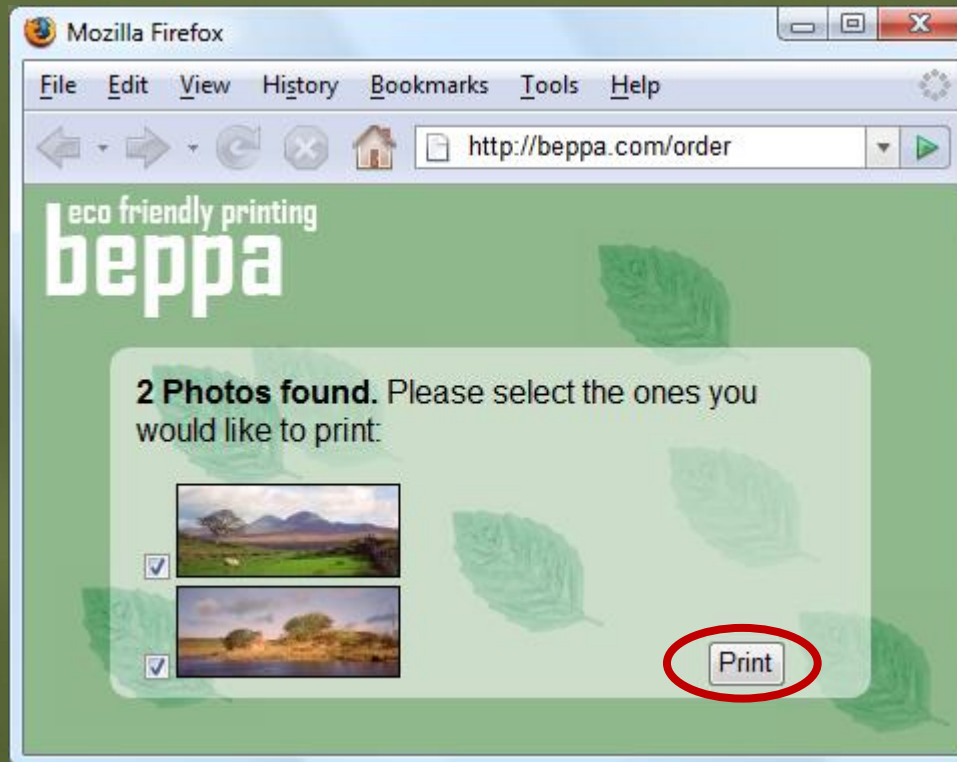 Mozilla Firefox
File Edit View History Bookmarks Tools Help
http://beppa.com/order
eco friendly printing
beppa
2 Photos found. Please select the ones you
would like to print:
Print